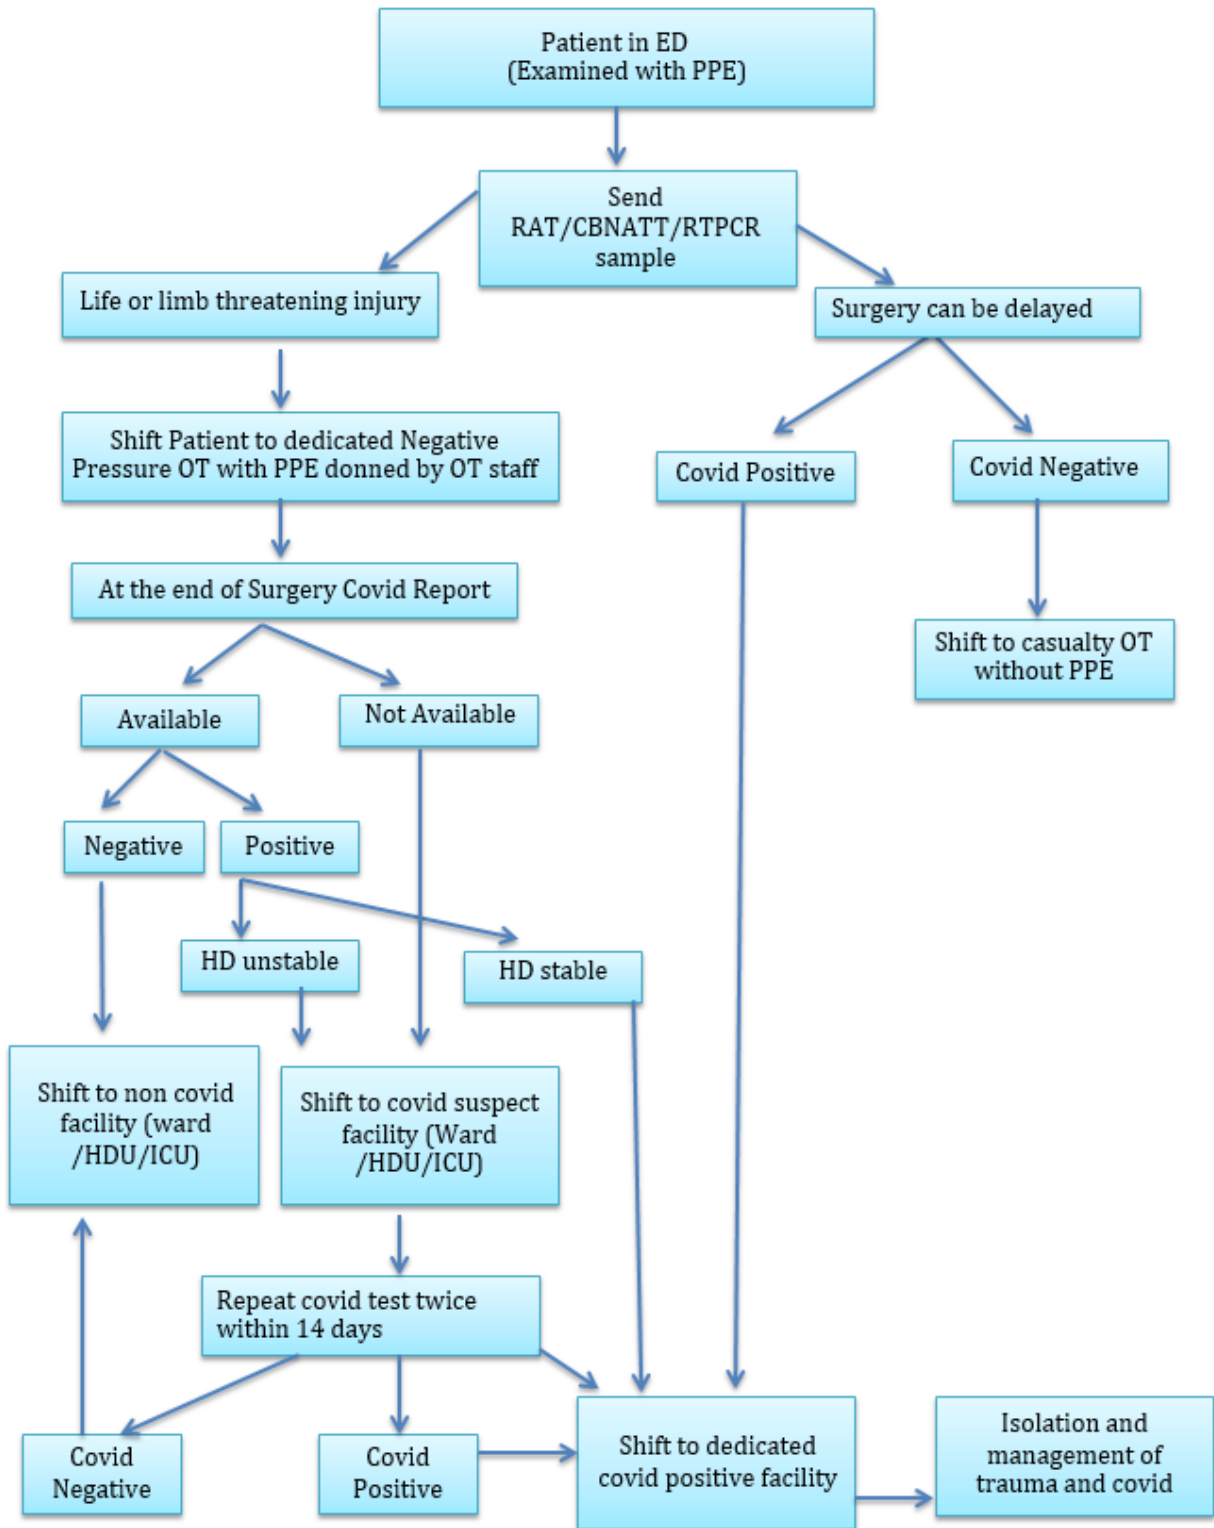 Patient in ED
(Examined with PPE)
Send
RAT/CBNATT/RTPCR
sample
Life or limb threatening injury
Surgery can be delayed
Shift Patient to dedicated Negative
Pressure OT with PPE donned by OT staff
Covid Positive
Covid Negative
At the end of Surgery Covid Report
Shift to casualty OT
without PPE
Available
Not Available
Negative
Positive
HD unstable
HD stable
Shift to non covid
facility (ward
/HDU/ICU)
Shift to covid suspect
facility (Ward
/HDU/ICU)
Repeat covid test twice
within 14 days
Covid
Negative
Covid
Positive
Shift to dedicated
covid positive facility
Isolation and
management of
trauma and covid